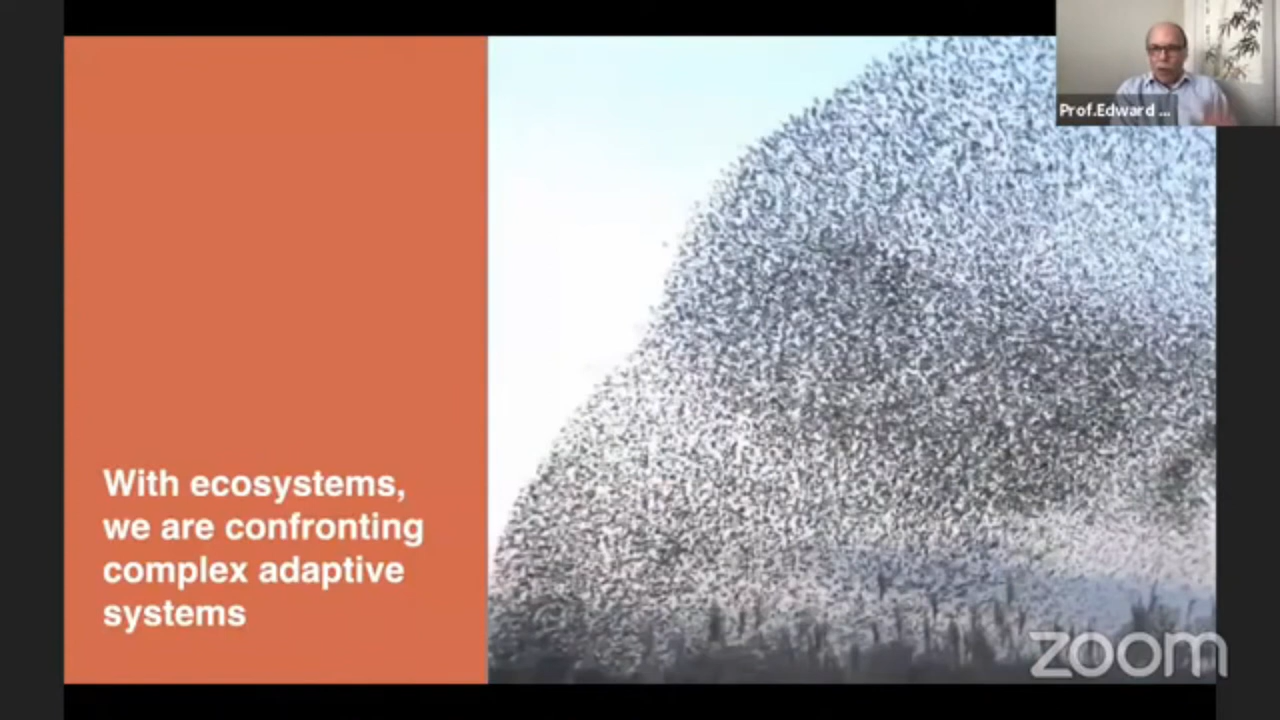 Prof.Edward ...
With ecosystems,
we are confronting
complex adaptive
systems
zoom